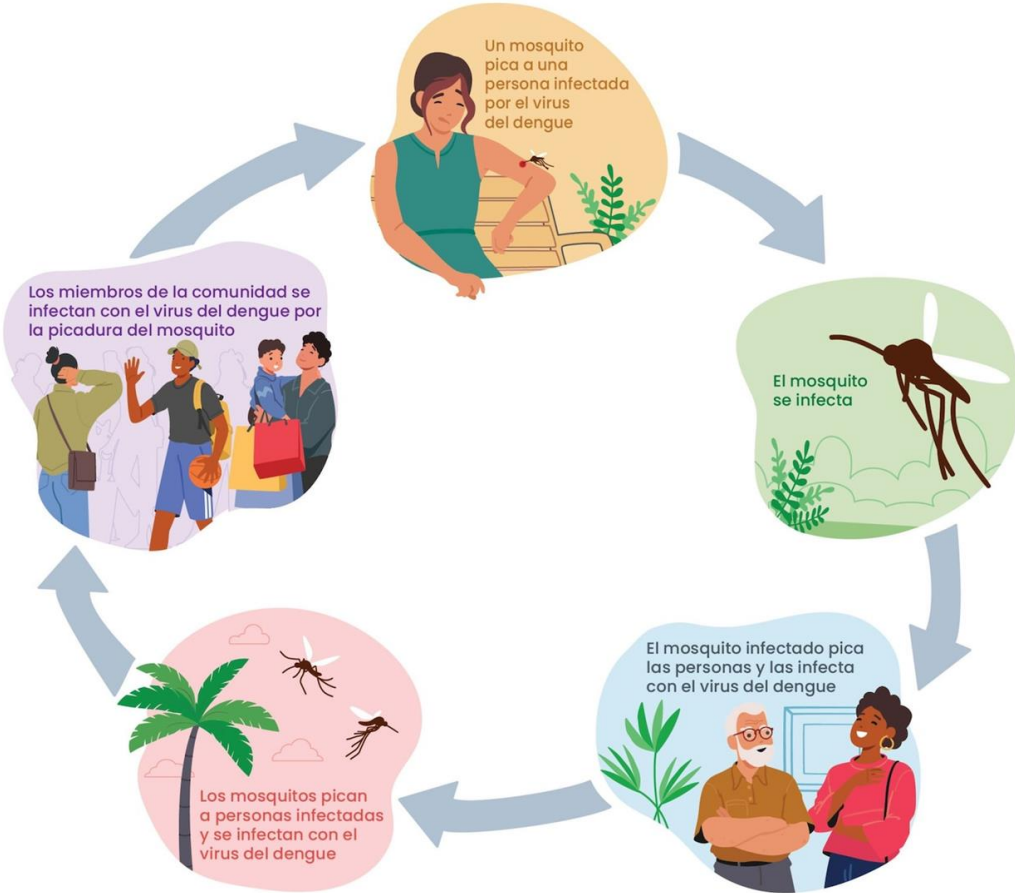 Un mosquito
pica a una
persona infectada
por el virus
del dengue
El mosquito
se infecta
El mosquito infectado pica
las personas y las infecta
con el virus del dengue
Los mosquitos pican
a personas infectadas
y se infectan con el
virus del dengue
Los miembros de la comunidad se
infectan con el virus del dengue por
la picadura del mosquito